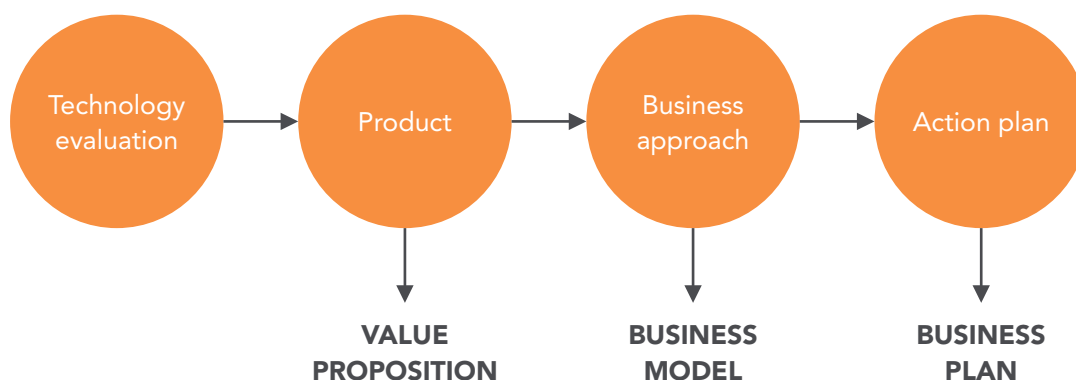 Technology
evaluation
Product
Business
approach
Action plan
VALUE
PROPOSITION
BUSINESS
MODEL
BUSINESS
PLAN